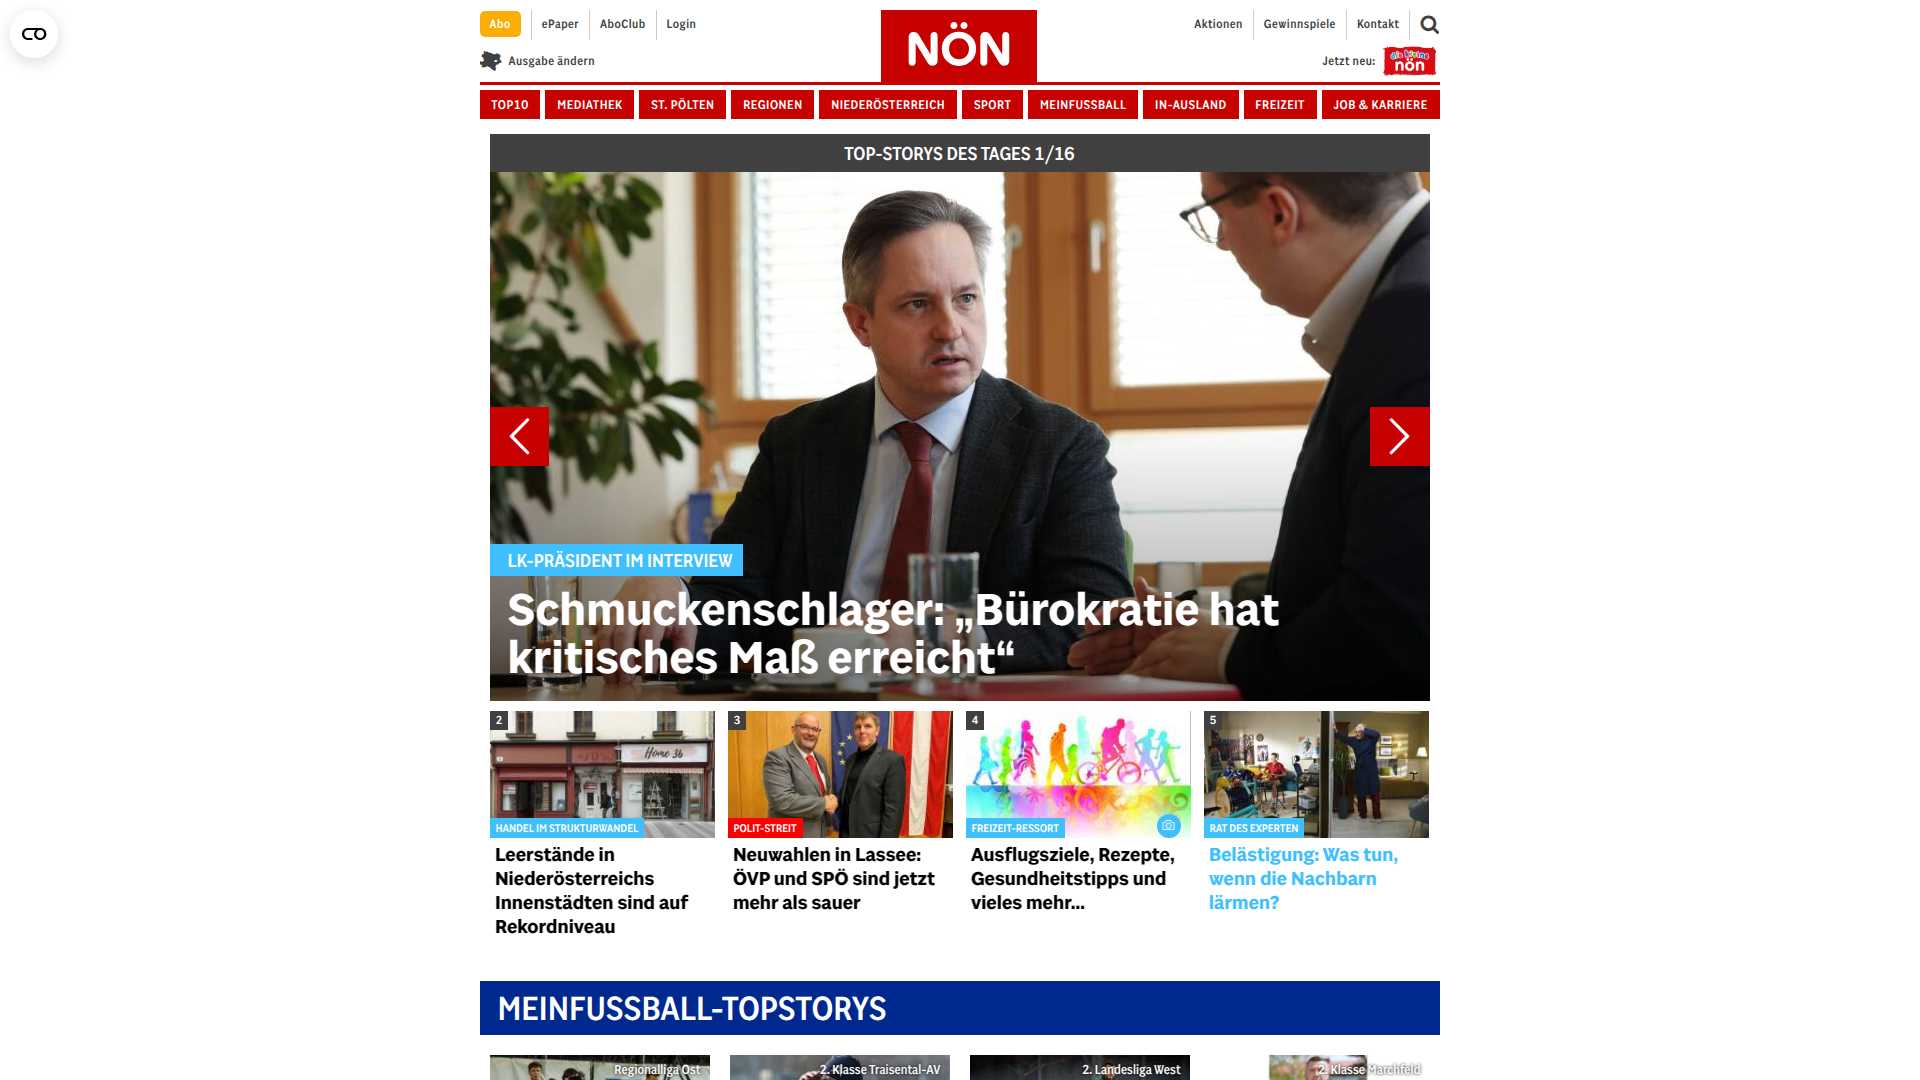 Abo
ePaper
AboClub
Login
NÖN
Aktionen
Gewinnspiele
Kontakt
Ausgabe ändern
Jetzt neu:
die kleine
nön
TOP10
MEDIATHEK
ST. PÖLTEN
REGIONEN
NIEDERÖSTERREICH
SPORT
MEINFUSSBALL
IN-AUSLAND
FREIZEIT
JOB & KARRIERE
TOP-STORYS DES TAGES 1/16
LK-PRÄSIDENT IM INTERVIEW
Schmuckenschlager: „Bürokratie hat
kritisches Maß erreicht“
2
Home 36
HANDEL IM STRUKTURWANDEL
Leerstände in
Niederösterreichs
Innenstädten sind auf
Rekordniveau
3
POLIT-STREIT
Neuwahlen in Lassee:
ÖVP und SPÖ sind jetzt
mehr als sauer
4
FREIZEIT-RESSORT
Ausflugsziele, Rezepte,
Gesundheitstipps und
vieles mehr...
5
RAT DES EXPERTEN
Belästigung: Was tun,
wenn die Nachbarn
lärmen?
MEINFUSSBALL-TOPSTORYS
Regionalliga Ost
2. Klasse Traisental-AV
2. Landesliga West
2. Klasse Marchfeld